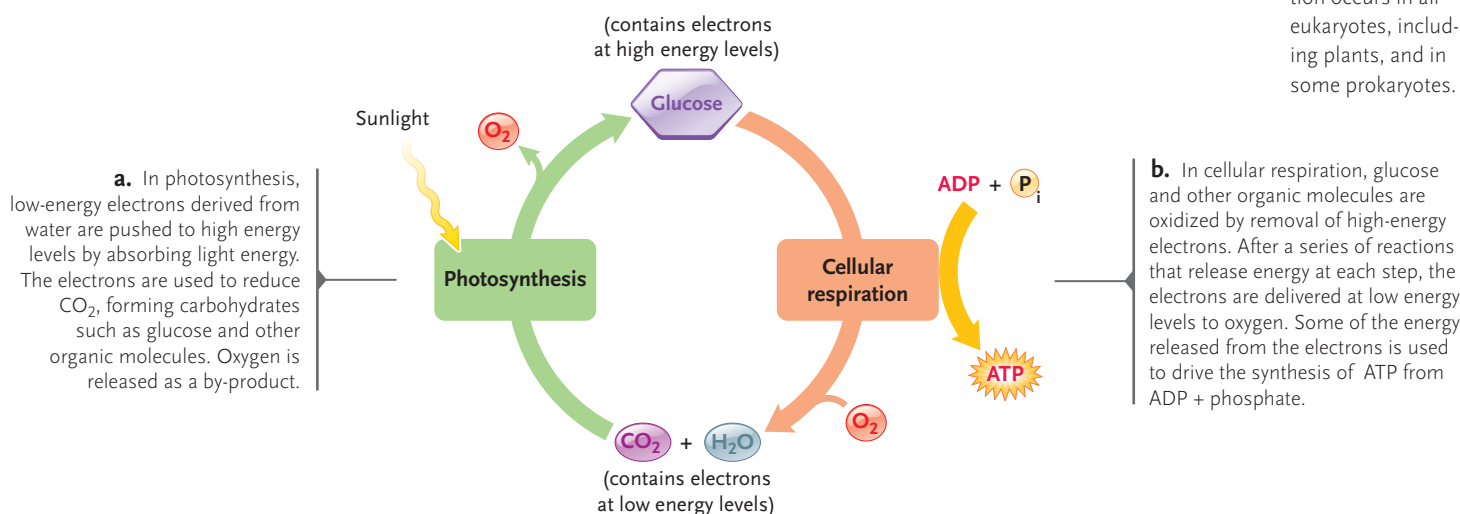 tion occurs in all
eukaryotes, includ-
ing plants, and in
some prokaryotes.
(contains electrons
at high energy levels)
Glucose
Sunlight
O2
a. In photosynthesis,
low-energy electrons derived from
water are pushed to high energy
levels by absorbing light energy.
The electrons are used to reduce
CO2, forming carbohydrates
such as glucose and other
organic molecules. Oxygen is
released as a by-product.
Photosynthesis
Cellular
respiration
ADP + Pi
ATP
b. In cellular respiration, glucose
and other organic molecules are
oxidized by removal of high-energy
electrons. After a series of reactions
that release energy at each step, the
electrons are delivered at low energy
levels to oxygen. Some of the energy
released from the electrons is used
to drive the synthesis of ATP from
ADP + phosphate.
O2
CO2 + H2O
(contains electrons
at low energy levels)